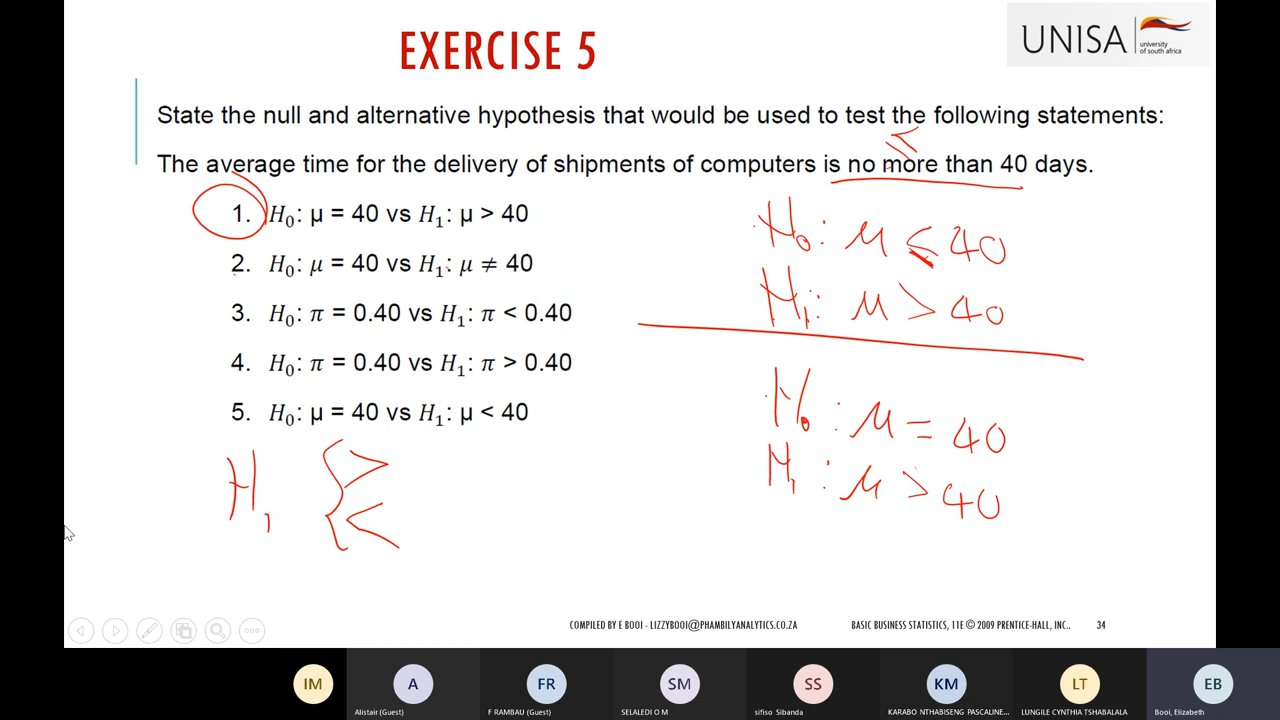 EXERCISE 5
UNISA
university
of south africa
State the null and alternative hypothesis that would be used to test the following statements:
<
The average time for the delivery of shipments of computers is no more than 40 days.
1. H₀: μ = 40 vs H₁: μ > 40
2. H₀: μ = 40 vs H₁: μ ≠ 40
3. H₀: π = 0.40 vs H₁: π < 0.40
4. H₀: π = 0.40 vs H₁: π > 0.40
5. H₀: μ = 40 vs H₁: μ < 40
H₀: μ ≤ 40
H₁: μ > 40
H₀: μ = 40
H₁: μ > 40
H₁ { >
<
COMPILED BY E BOOI - LIZZYBOOI@PHAMBILYANALYTICS.CO.ZA
BASIC BUSINESS STATISTICS, 11E © 2009 PRENTICE-HALL, INC..
34
IM
A
FR
SM
SS
KM
LT
EB
Alistair (Guest)
F RAMBAU (Guest)
SELALEDI O M
sifiso Sibanda
KARABO NTHABISENG PASCALINE...
LUNGILE CYNTHIA TSHABALALA
Booi, Elizabeth